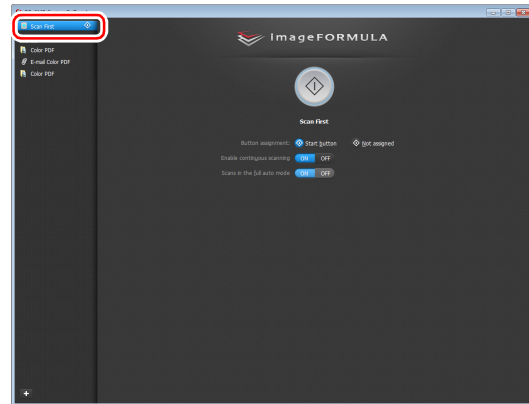 Scan First
Color PDF
E-mail Color PDF
Color PDF
imageFORMULA
Scan First
Button assignment: Start button Not assigned
Enable continuous scanning ON OFF
Scans in the full auto mode ON OFF